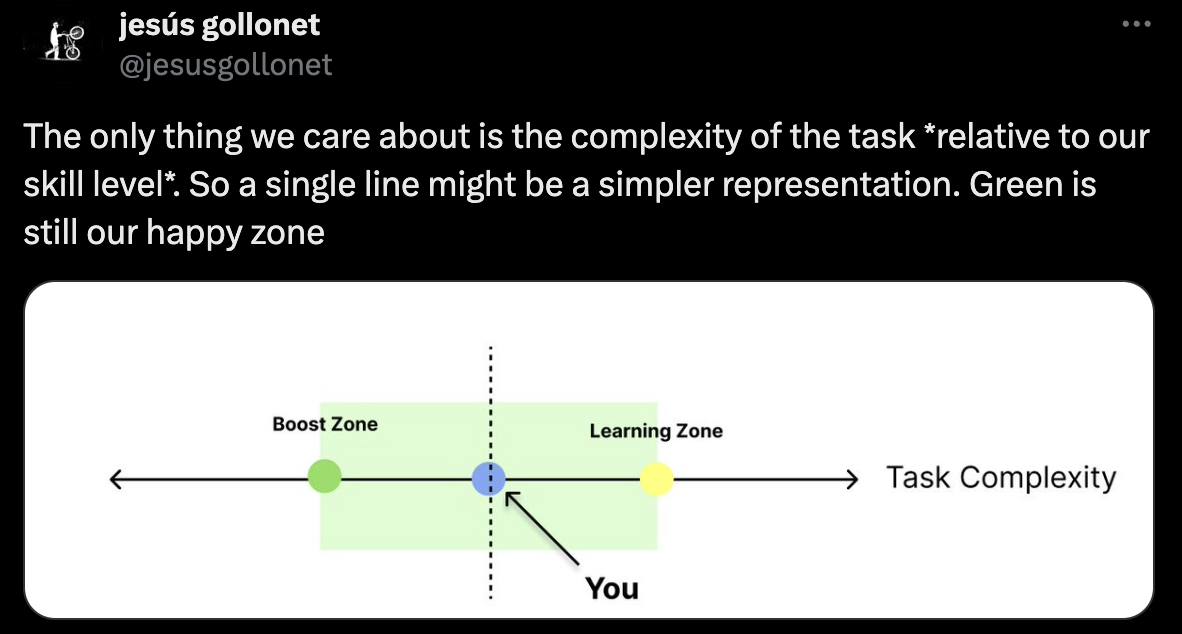 jesús gollonet
@jesusgollonet
The only thing we care about is the complexity of the task *relative to our
skill level*. So a single line might be a simpler representation. Green is
still our happy zone
Boost Zone
Learning Zone
Task Complexity
You